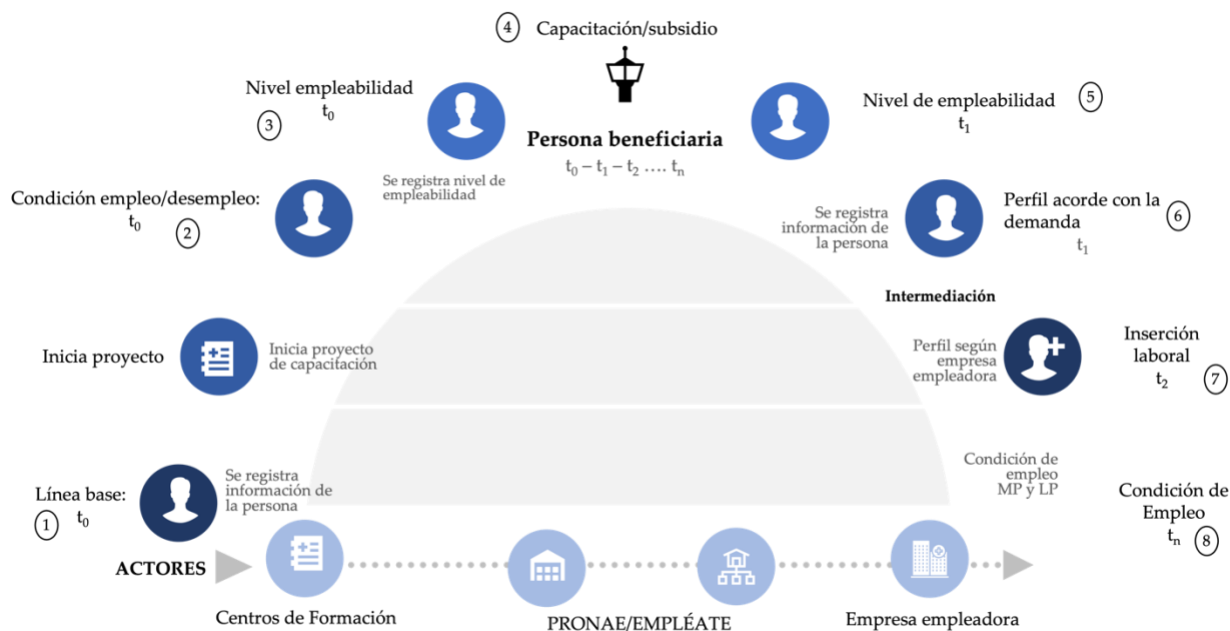 4 Capacitación/subsidio
Nivel empleabilidad
t0
3
Nivel de empleabilidad 5
t1
Persona beneficiaria
t0 – t1 – t2 .... tn
Se registra nivel de
empleabilidad
Condición empleo/desempleo:
t0 2
Se registra
información de
la persona
Perfil acorde con la
demanda 6
t1
Intermediación
Inicia proyecto
Inicia proyecto
de capacitación
Perfil según
empresa
empleadora
Inserción
laboral
t2 7
Línea base:
1 t0
Se registra
información de
la persona
Condición de
empleo
MP y LP
Condición de
Empleo
tn 8
ACTORES
Centros de Formación
PRONAE/EMPLÉATE
Empresa empleadora